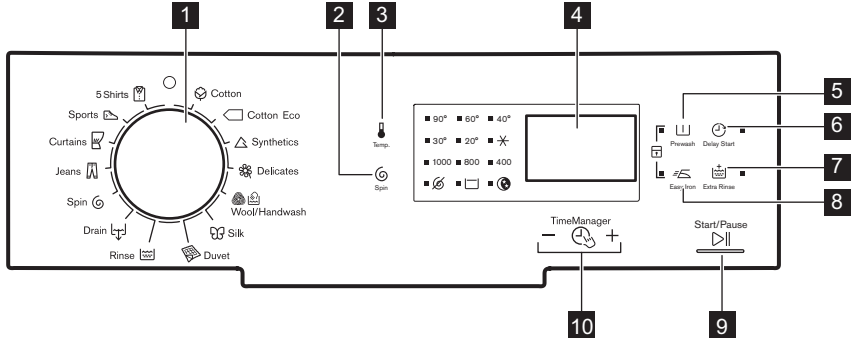 1
2
3
4
5
6
7
8
9
10
5 Shirts
Cotton
Sports
Cotton Eco
Curtains
Synthetics
Jeans
Delicates
Spin
Wool/Handwash
Drain
Silk
Rinse
Duvet
Temp.
Spin
90° 60° 40°
30° 20°
1000 800 400
Prewash
Delay Start
Easy Iron
Extra Rinse
TimeManager
− +
Start/Pause